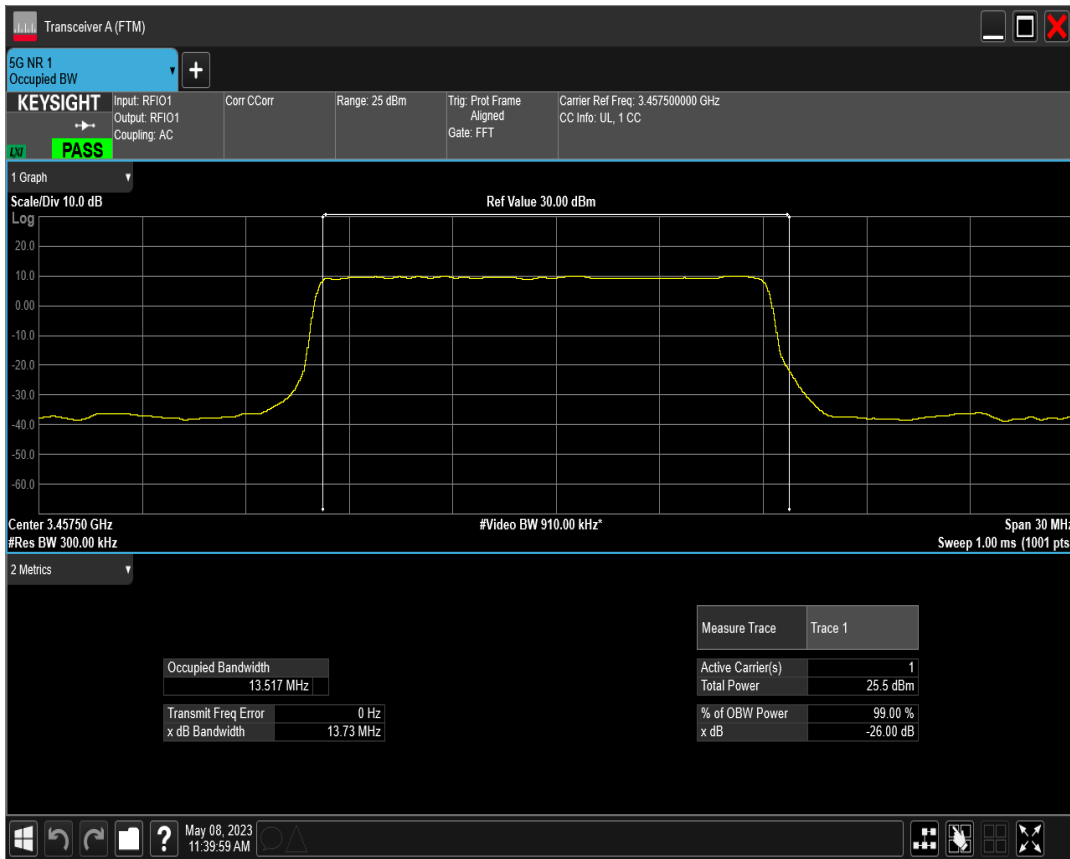 Transceiver A (FTM)
5G NR 1
Occupied BW
+
KEYSIGHT
LXI
PASS
Input: RFIO1
Output: RFIO1
Coupling: AC
Corr CCorr
Range: 25 dBm
Trig: Prot Frame
Aligned
Gate: FFT
Carrier Ref Freq: 3.457500000 GHz
CC Info: UL, 1 CC
1 Graph
Scale/Div 10.0 dB
Ref Value 30.00 dBm
Log
20.0
10.0
0.00
-10.0
-20.0
-30.0
-40.0
-50.0
-60.0
Center 3.45750 GHz
#Video BW 910.00 kHz*
Span 30 MHz
#Res BW 300.00 kHz
Sweep 1.00 ms (1001 pts
2 Metrics
Measure Trace Trace 1
Occupied Bandwidth
13.517 MHz
Active Carrier(s) 1
Total Power 25.5 dBm
Transmit Freq Error 0 Hz
x dB Bandwidth 13.73 MHz
% of OBW Power 99.00 %
x dB -26.00 dB
?
May 08, 2023
11:39:59 AM